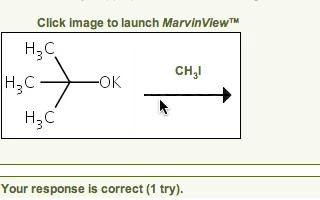 Click image to launch MarvinView™
H₃C
CH₃I
H₃C OK
H₃C
Your response is correct (1 try).